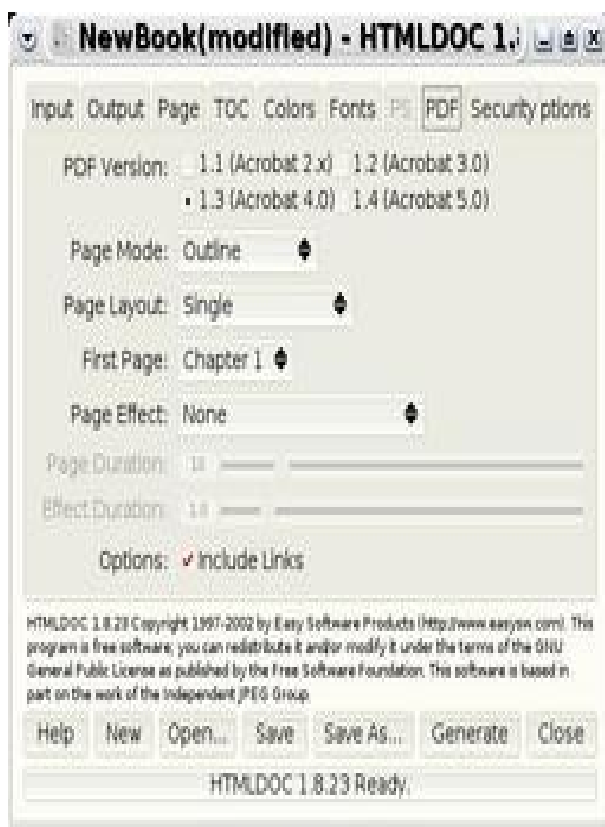 NewBook(modified) - HTMLDOC 1.
Input Output Page TOC Colors Fonts PS PDF Security ptions
PDF Version: 1.1 (Acrobat 2.x) 1.2 (Acrobat 3.0)
1.3 (Acrobat 4.0) 1.4 (Acrobat 5.0)
Page Mode: Outline
Page Layout: Single
First Page: Chapter 1
Page Effect: None
Page Duration: 10
Effect Duration: 1.0
Options: Include Links
HTMLDOC 1.8.23 Copyright 1997-2002 by Easy Software Products (http://www.easysw.com). This
program is free software; you can redistribute it and/or modify it under the terms of the GNU
General Public License as published by the Free Software Foundation. This software is based in
part on the work of the Independent JPEG Group.
Help New Open... Save Save As... Generate Close
HTMLDOC 1.8.23 Ready.